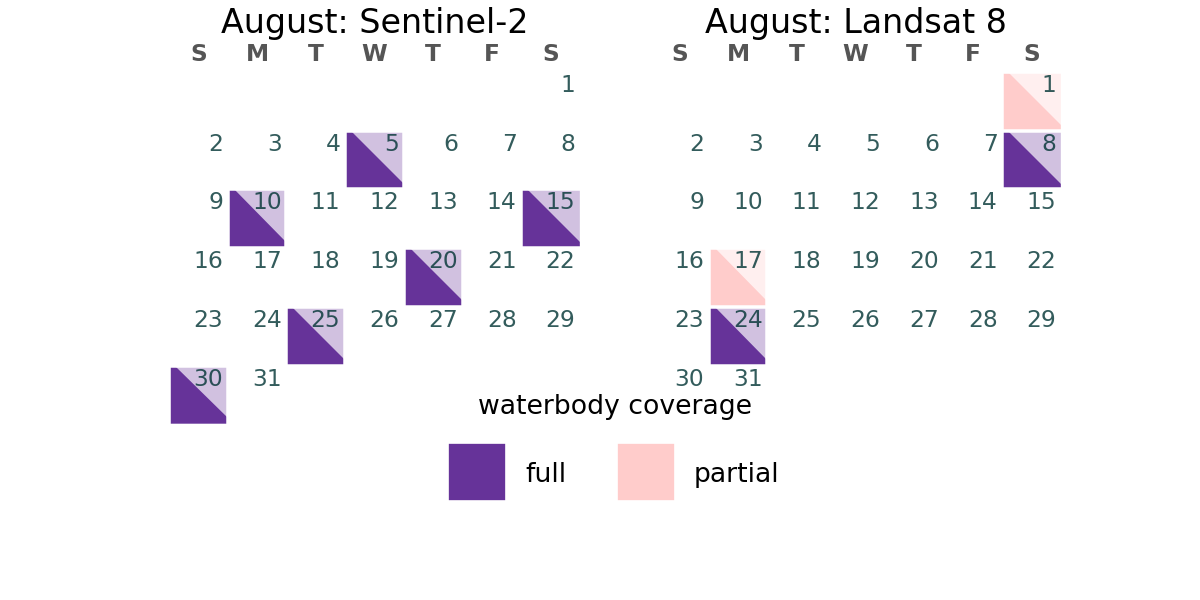 August: Sentinel-2
S M T W T F S
1
2 3 4 5 6 7 8
9 10 11 12 13 14 15
16 17 18 19 20 21 22
23 24 25 26 27 28 29
30 31
August: Landsat 8
S M T W T F S
1
2 3 4 5 6 7 8
9 10 11 12 13 14 15
16 17 18 19 20 21 22
23 24 25 26 27 28 29
30 31
waterbody coverage
full partial